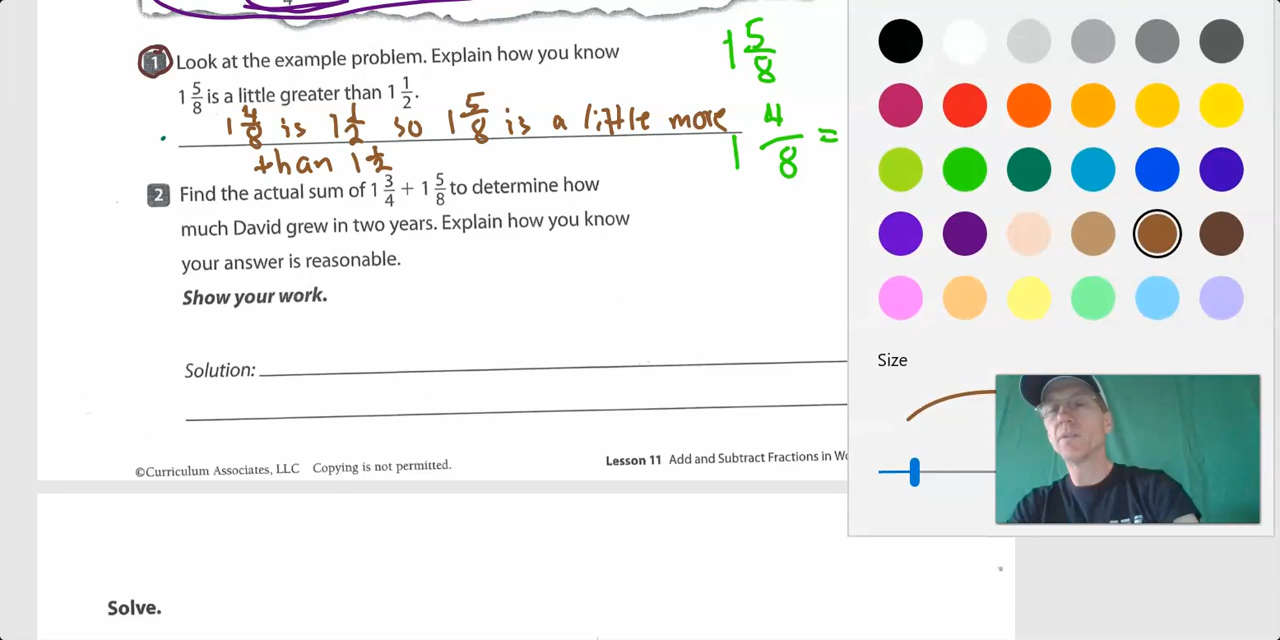 4
1 Look at the example problem. Explain how you know
1 5/8 is a little greater than 1 1/2.
1 4/8 is 1 1/2 so 1 5/8 is a little more
than 1 1/2
1 5/8
1 4/8 =
2 Find the actual sum of 1 3/4 + 1 5/8 to determine how
much David grew in two years. Explain how you know
your answer is reasonable.
Show your work.
Solution:
©Curriculum Associates, LLC Copying is not permitted.
Lesson 11 Add and Subtract Fractions in Wo
Solve.
Size